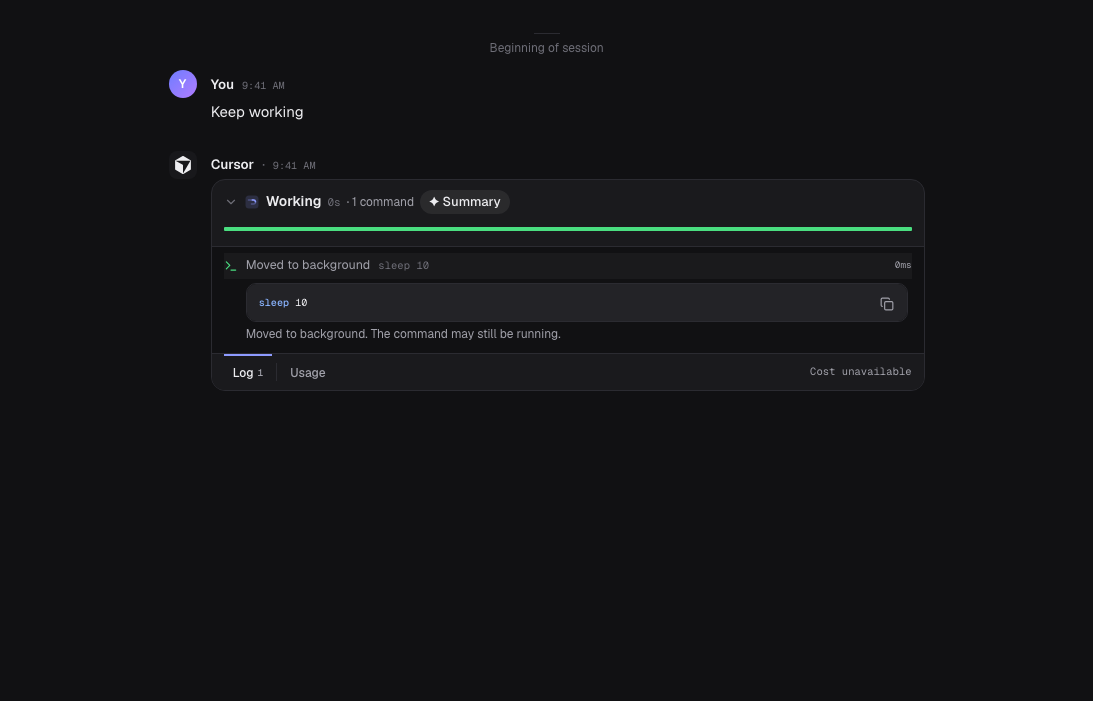 Beginning of session
Y
You 9:41 AM
Keep working
Cursor · 9:41 AM
Working 0s · 1 command Summary
Moved to background sleep 10 0ms
sleep 10
Moved to background. The command may still be running.
Log 1 Usage Cost unavailable